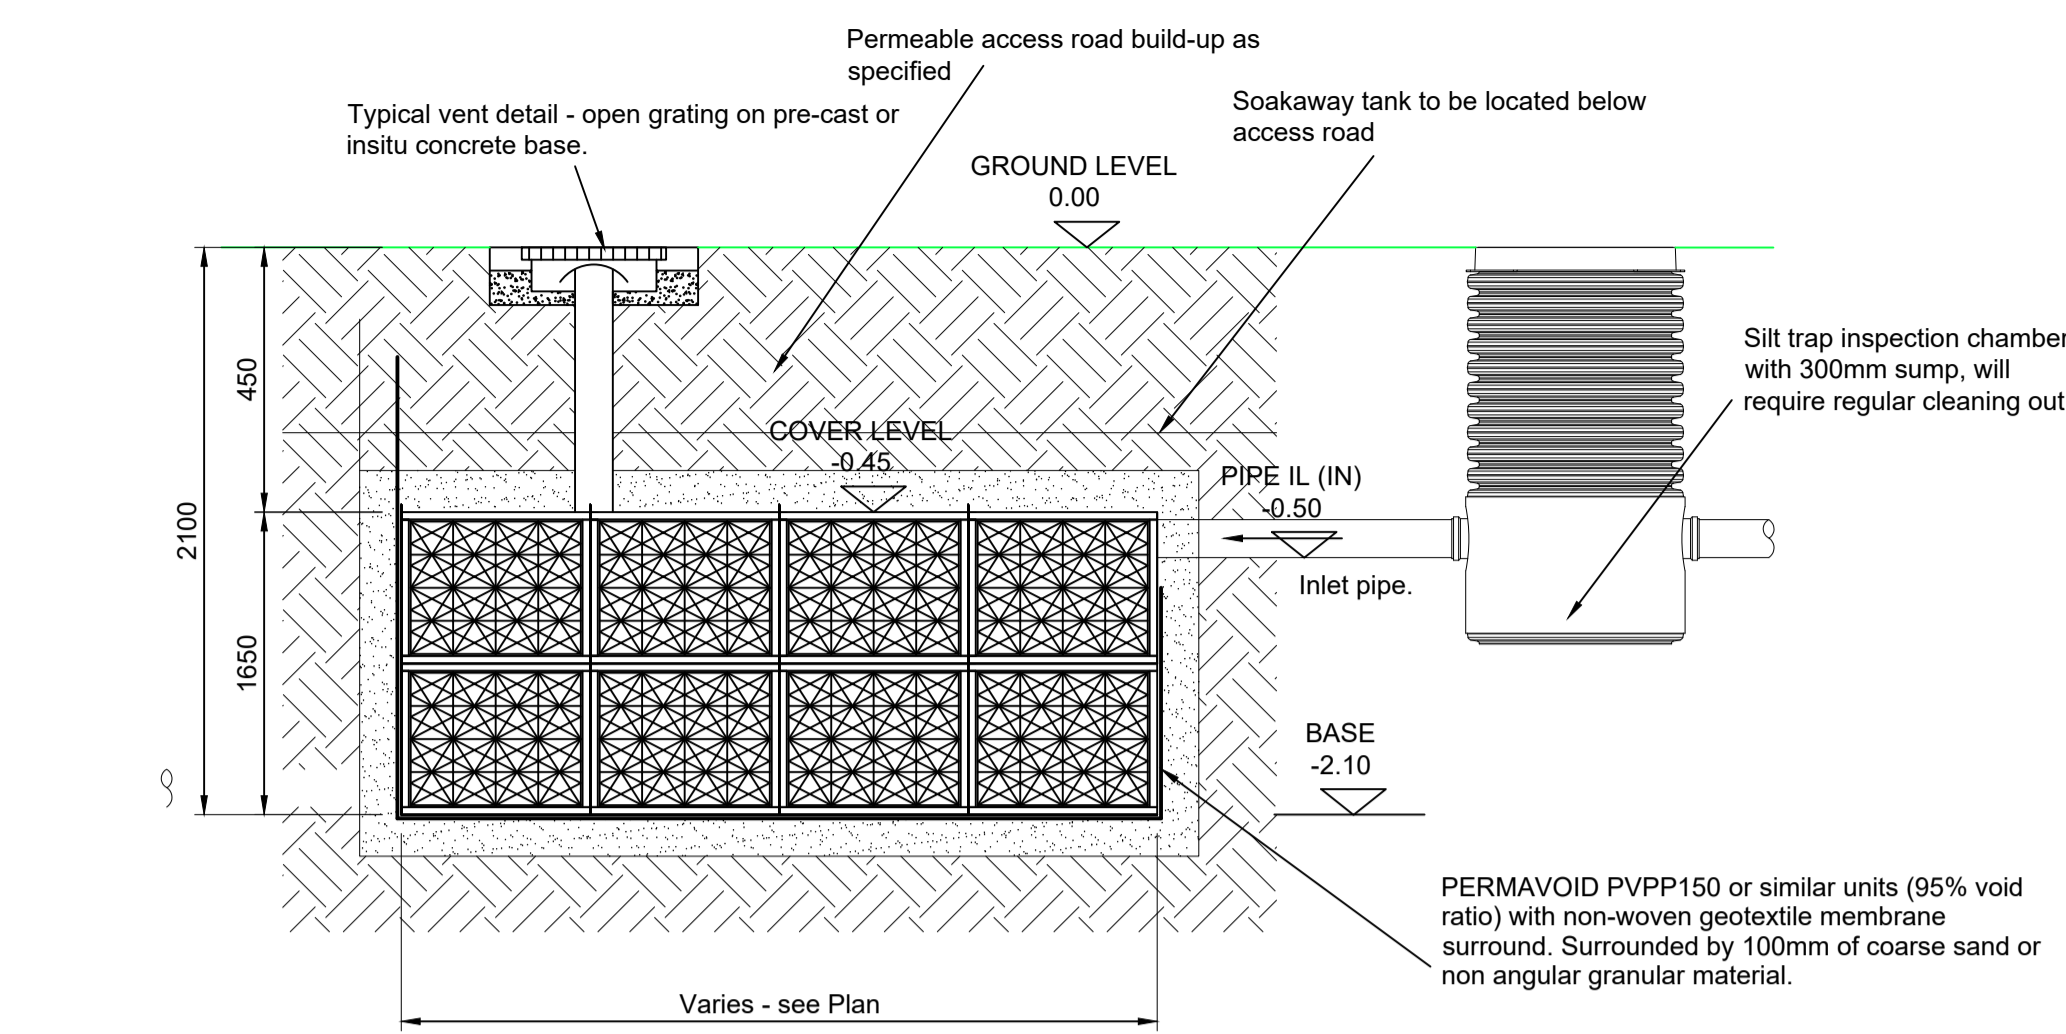 Permeable access road build-up as
specified
Typical vent detail - open grating on pre-cast or
insitu concrete base.
Soakaway tank to be located below
access road
GROUND LEVEL
0.00
Silt trap inspection chamber
with 300mm sump, will
require regular cleaning out
450
COVER LEVEL
-0.45
PIPE IL (IN)
-0.50
Inlet pipe.
2100
1650
BASE
-2.10
PERMAVOID PVPP150 or similar units (95% void
ratio) with non-woven geotextile membrane
surround. Surrounded by 100mm of coarse sand or
non angular granular material.
Varies - see Plan